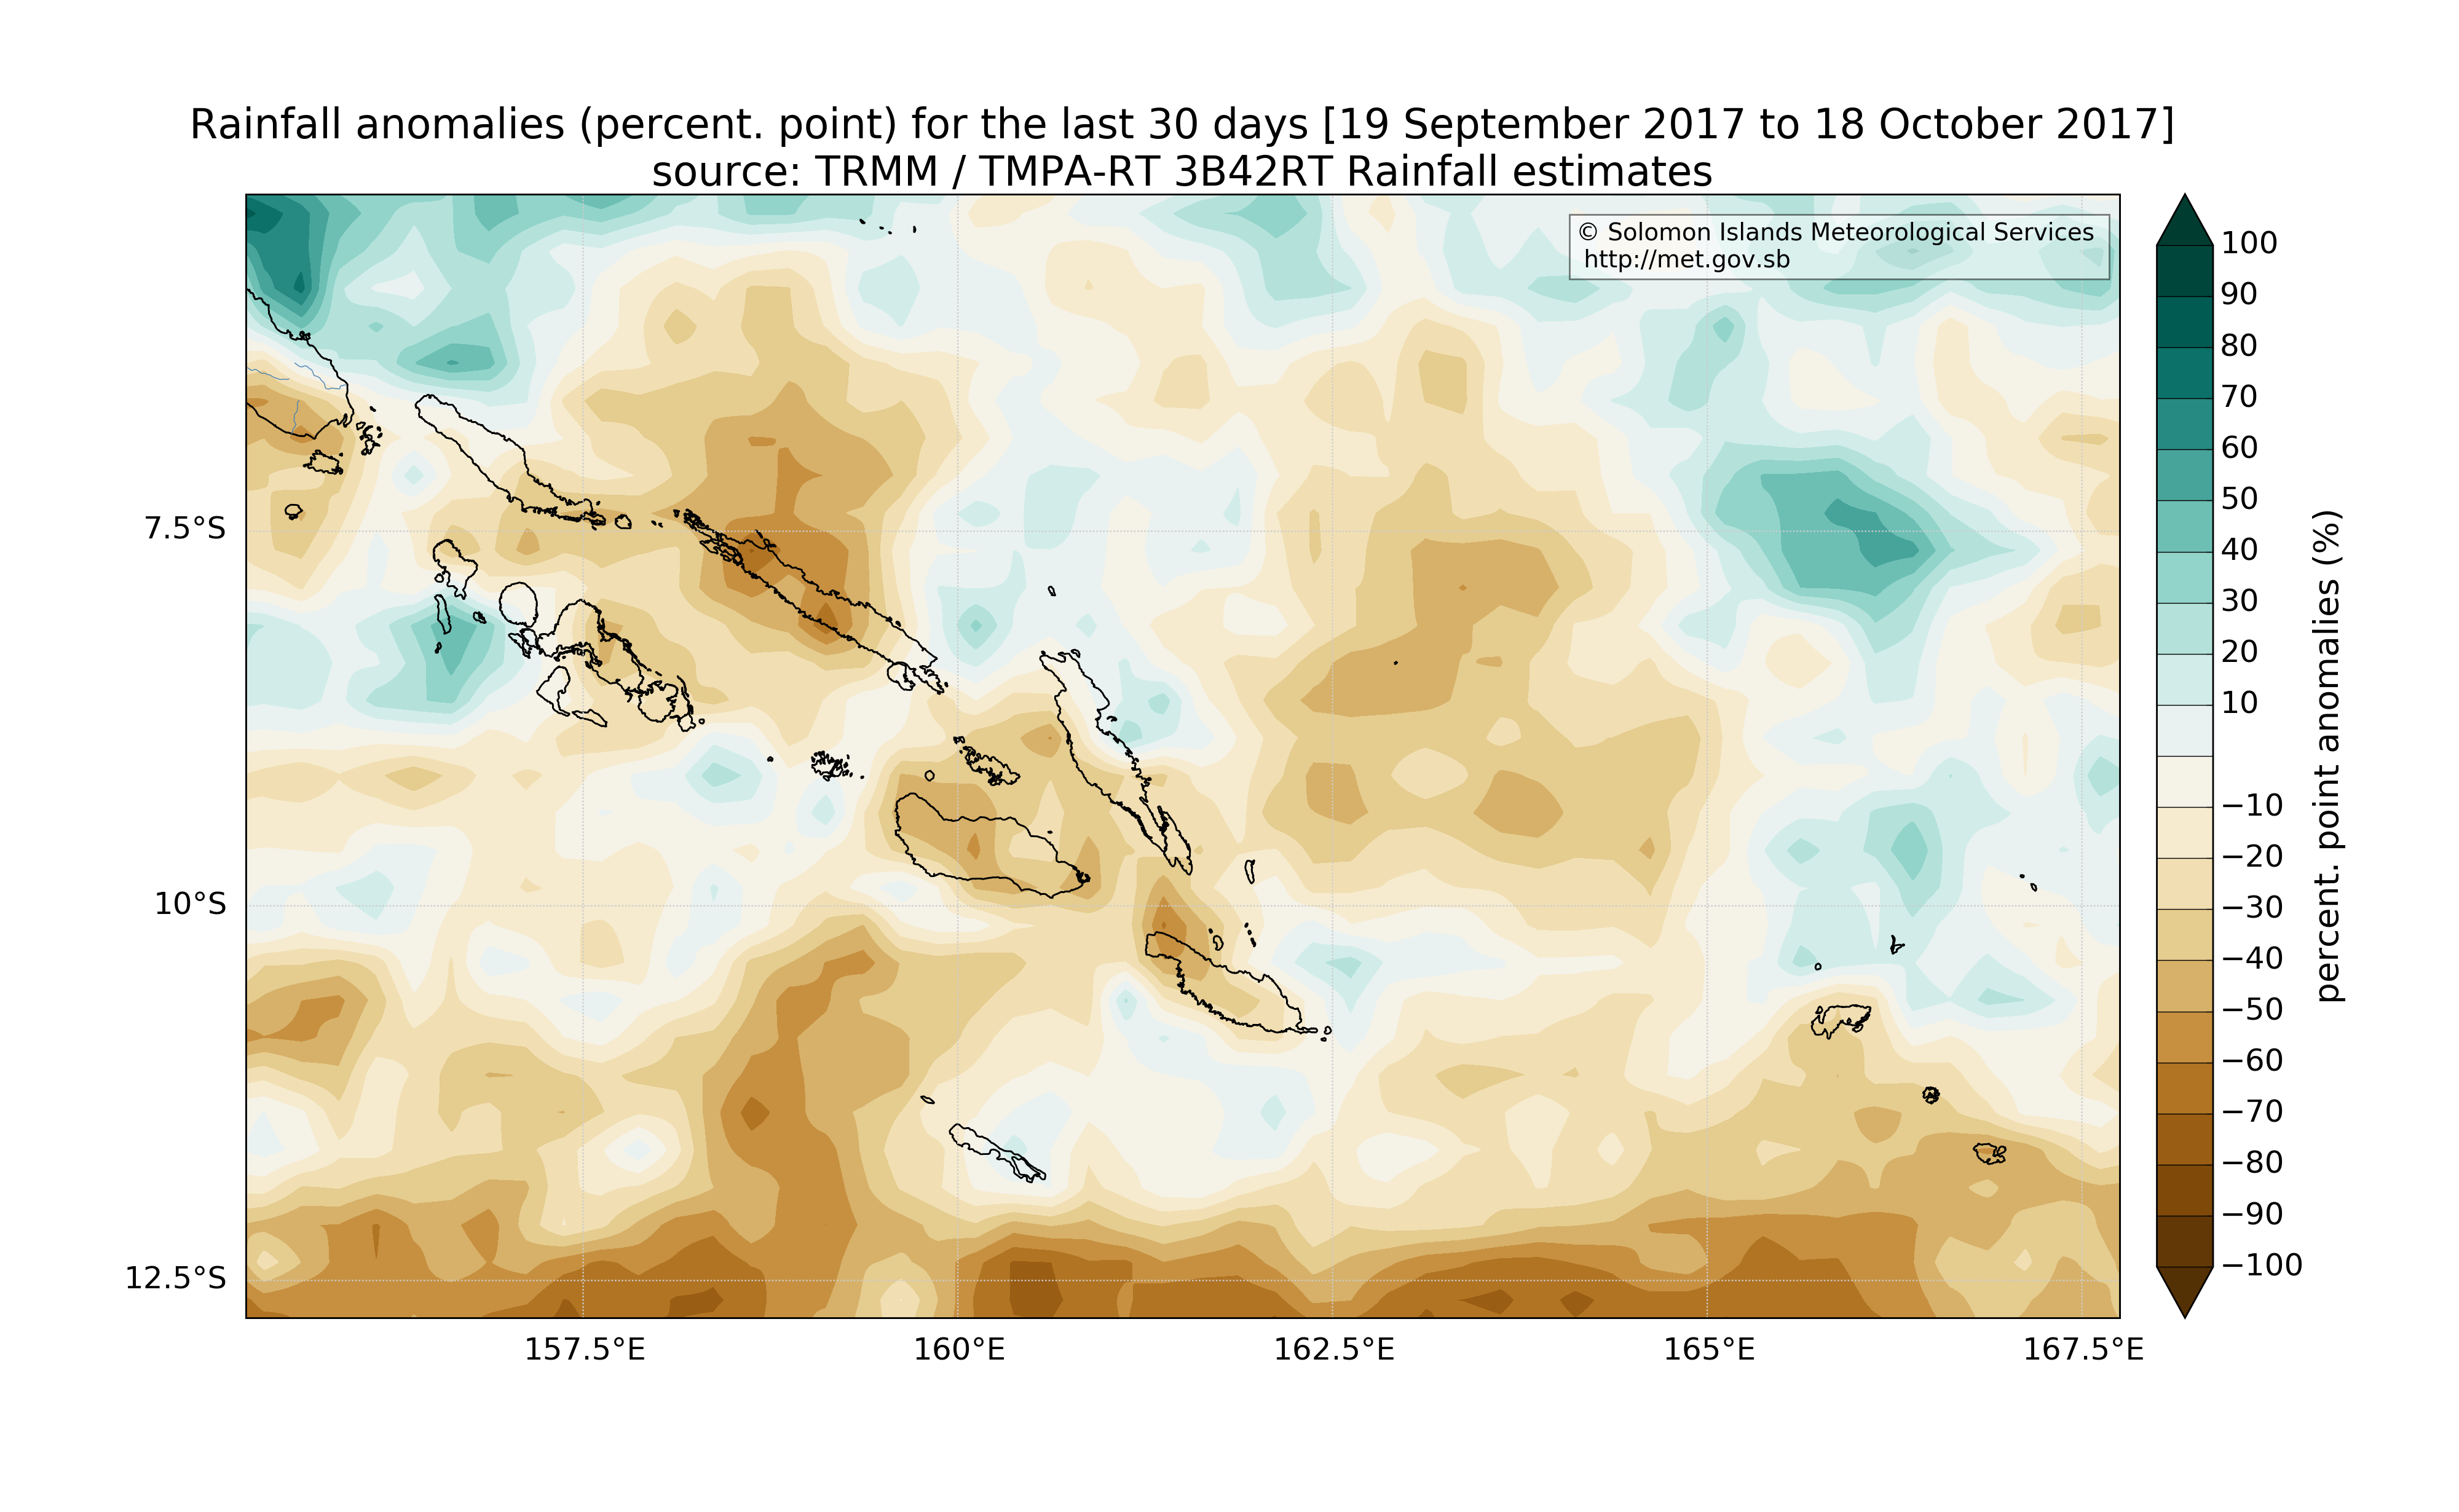 Rainfall anomalies (percent. point) for the last 30 days [19 September 2017 to 18 October 2017]
source: TRMM / TMPA-RT 3B42RT Rainfall estimates
© Solomon Islands Meteorological Services
http://met.gov.sb
7.5°S
10°S
12.5°S
157.5°E
160°E
162.5°E
165°E
167.5°E
100
90
80
70
60
50
40
30
20
10
−10
−20
−30
−40
−50
−60
−70
−80
−90
−100
percent. point anomalies (%)